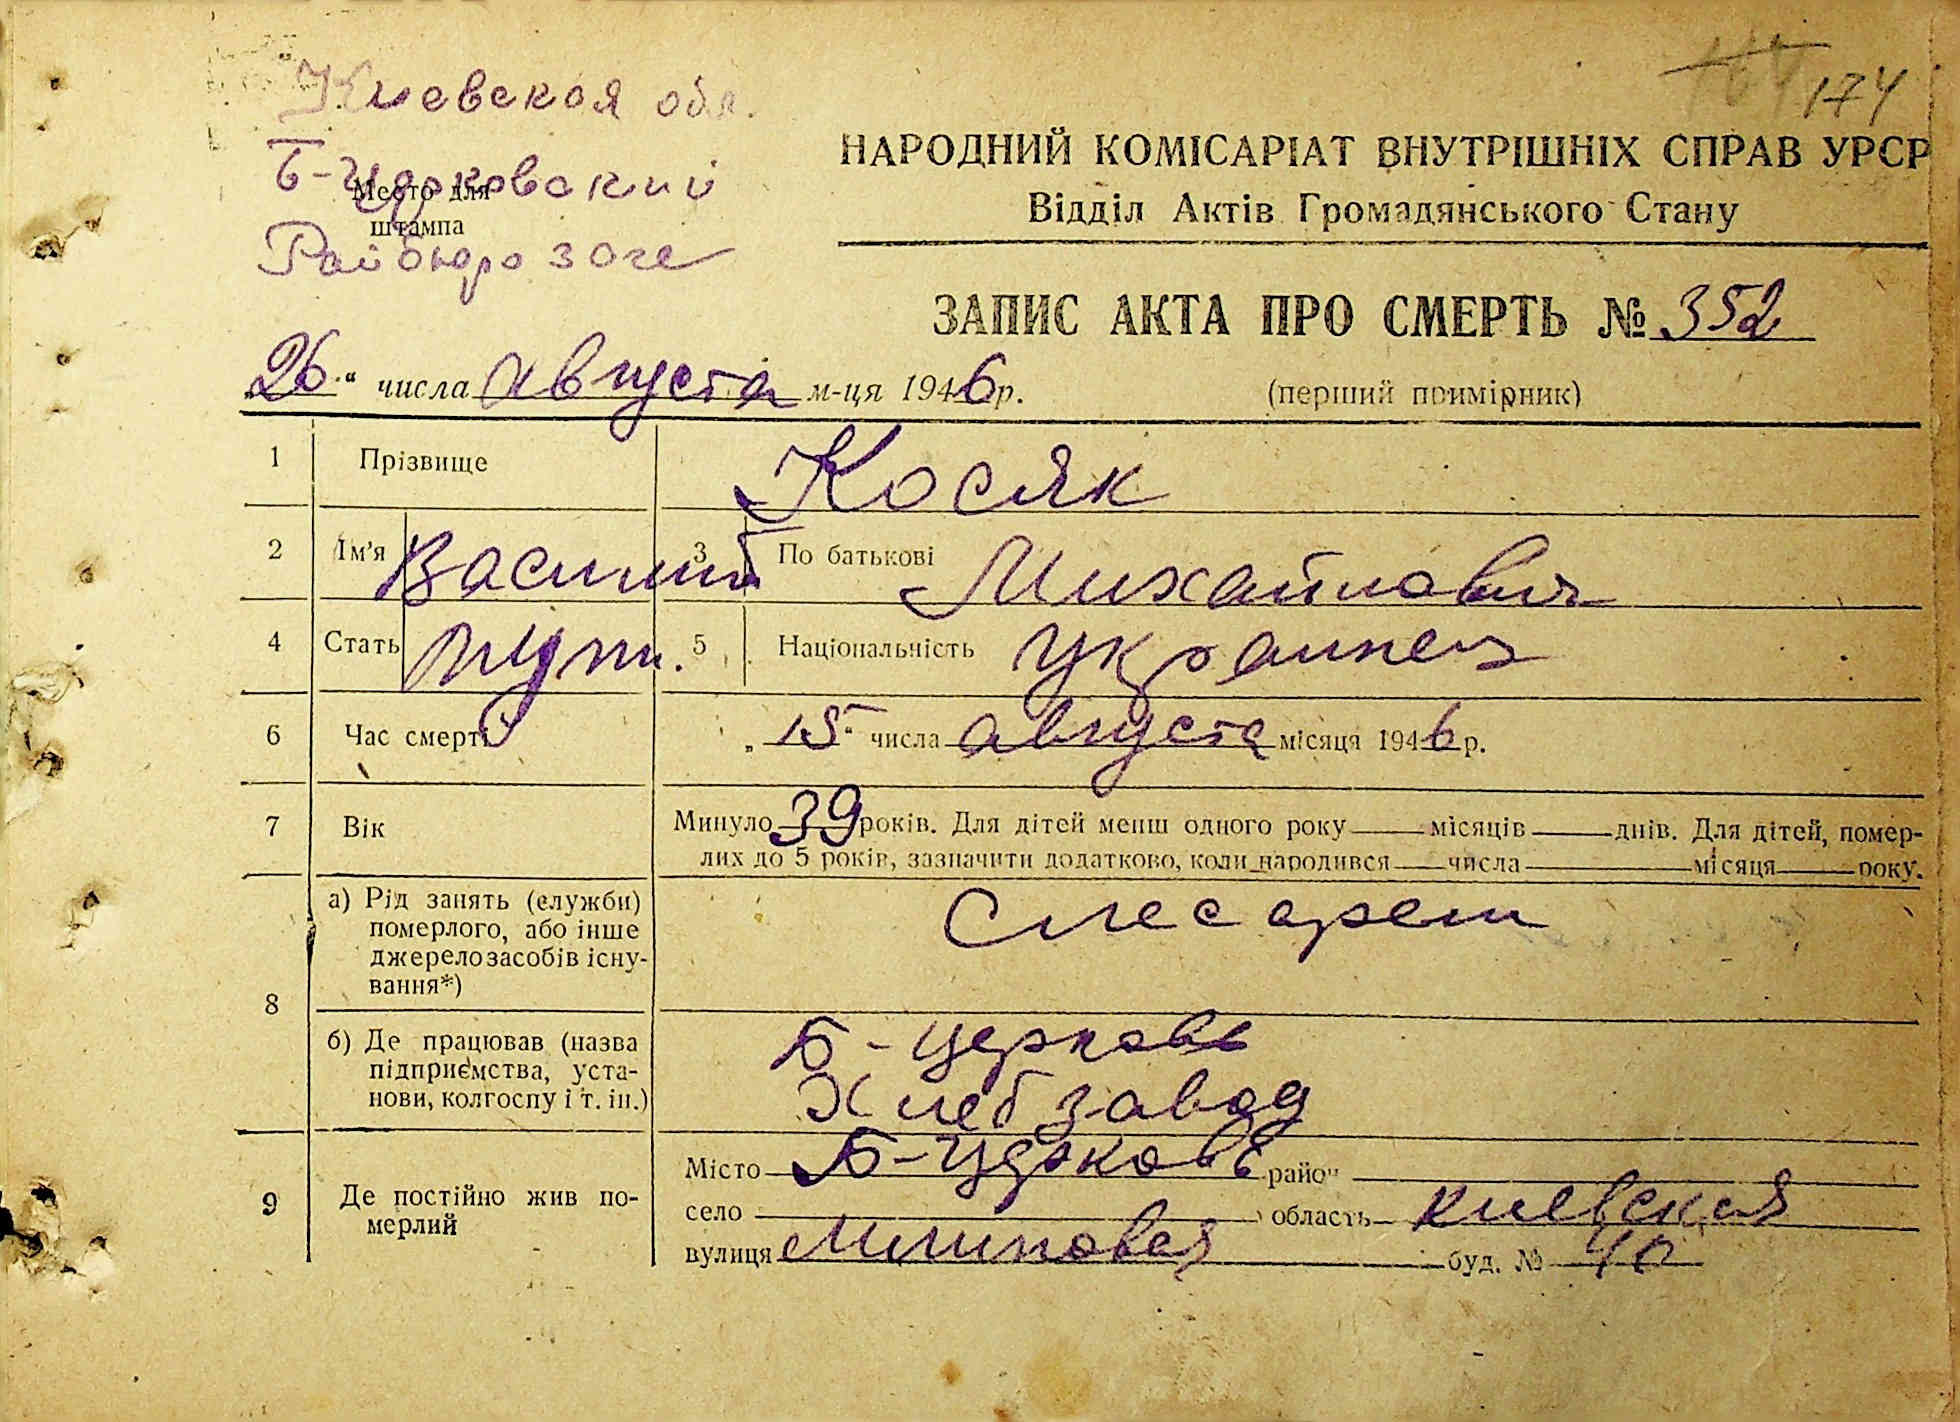 174
Киевская обл.
Б-Церковский
Место для
штампа
Райбюро загс
НАРОДНИЙ КОМІСАРІАТ ВНУТРІШНІХ СПРАВ УРСР
Відділ Актів Громадянського Стану
ЗАПИС АКТА ПРО СМЕРТЬ № 352
26 " числа августа м-ця 1946 р.
(перший примірник)
1 Прізвище Косяк
2 Ім'я Василий 3 По батькові Михайлович
4 Стать муж. 5 Національність Украинец
6 Час смерті „ 15 " числа августа місяця 1946 р.
7 Вік Минуло 39 років. Для дітей менш одного року місяців днів. Для дітей, помер-
лих до 5 років, зазначити додатково, коли народився числа місяця року.
8 а) Рід занять (служби)
померлого, або інше
джерело засобів існу-
вання*)
Слесарем
б) Де працював (назва
підприємства, уста-
нови, колгоспу і т. ін.)
Б-Церковь
Хлебзавод
9 Де постійно жив по-
мерлий
Місто Б-Церковь район
село область Киевская
вулиця буд. №